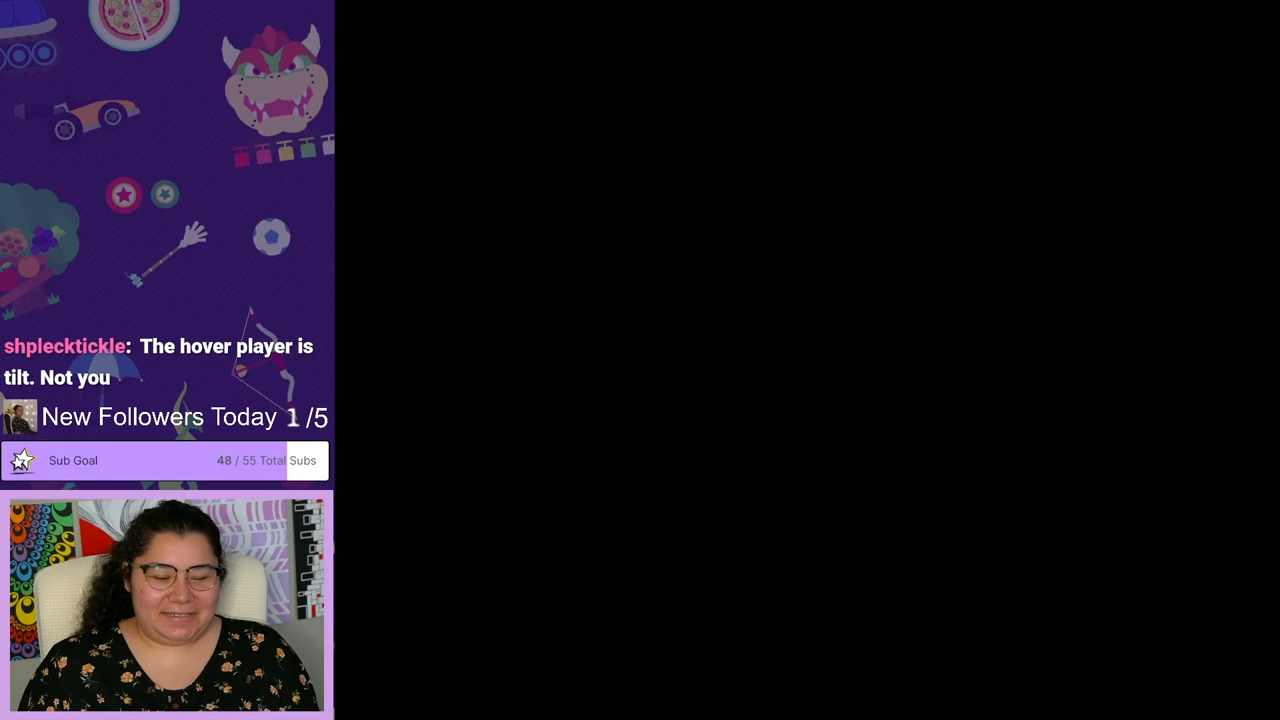 shplecktickle: The hover player is
tilt. Not you
New Followers Today 1 /5
Sub Goal 48 / 55 Total Subs